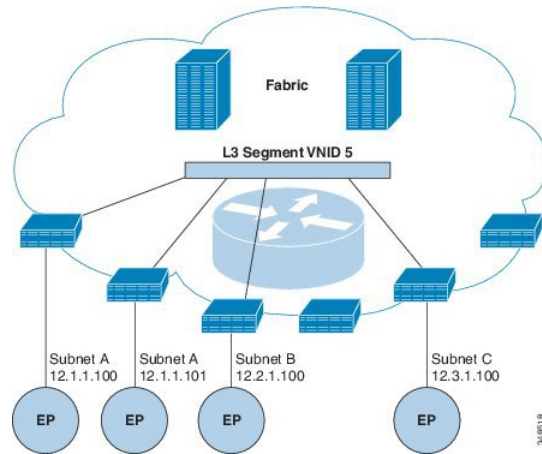 Fabric
L3 Segment VNID 5
Subnet A
12.1.1.100
Subnet A
12.1.1.101
Subnet B
12.2.1.100
Subnet C
12.3.1.100
EP
EP
EP
EP
348518